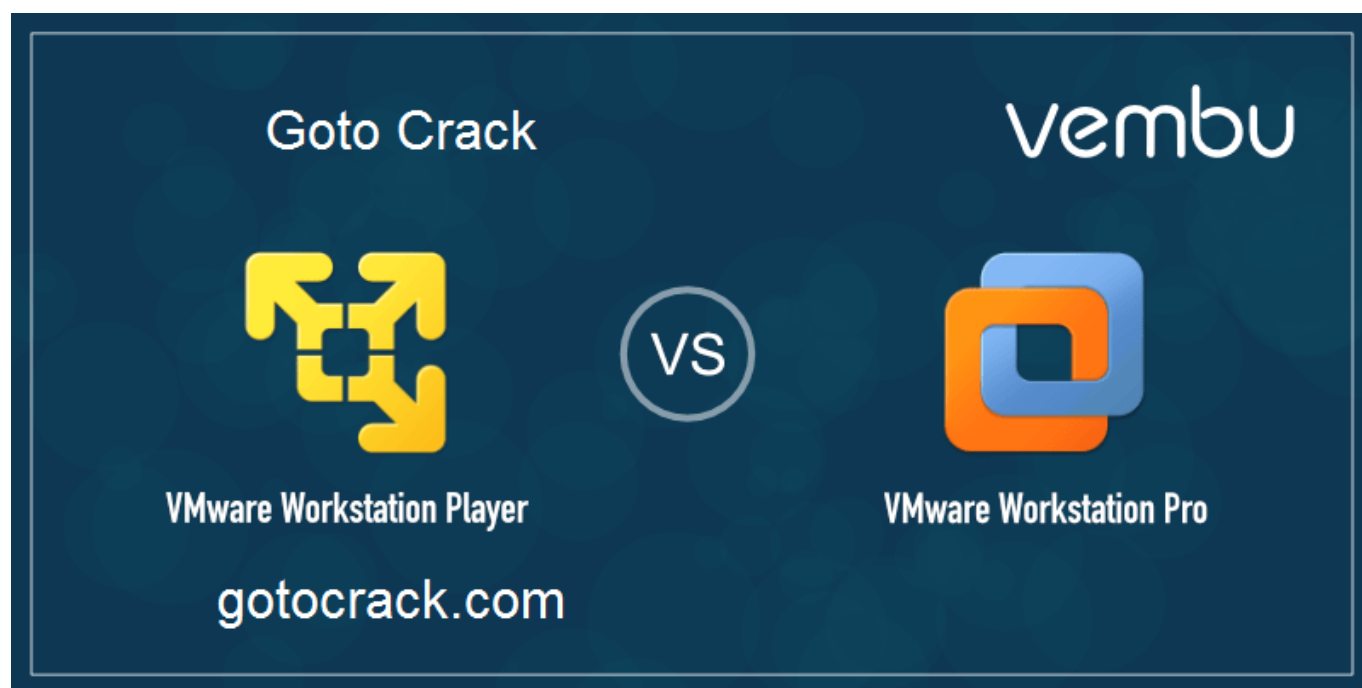 Goto Crack
vembu
VS
VMware Workstation Player
VMware Workstation Pro
gotocrack.com